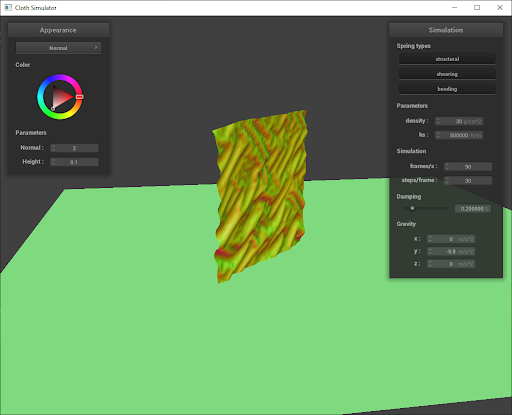 Cloth Simulator
Appearance
Normal
Color
Parameters
Normal : 2
Height : 0.1
Simulation
Spring types
structural
shearing
bending
Parameters
density : 30 g/cm^2
ks : 500000 N/m
Simulation
frames/s : 90
steps/frame : 30
Damping
0.200000
Gravity
x : 0 m/s^2
y : -9.8 m/s^2
z : 0 m/s^2